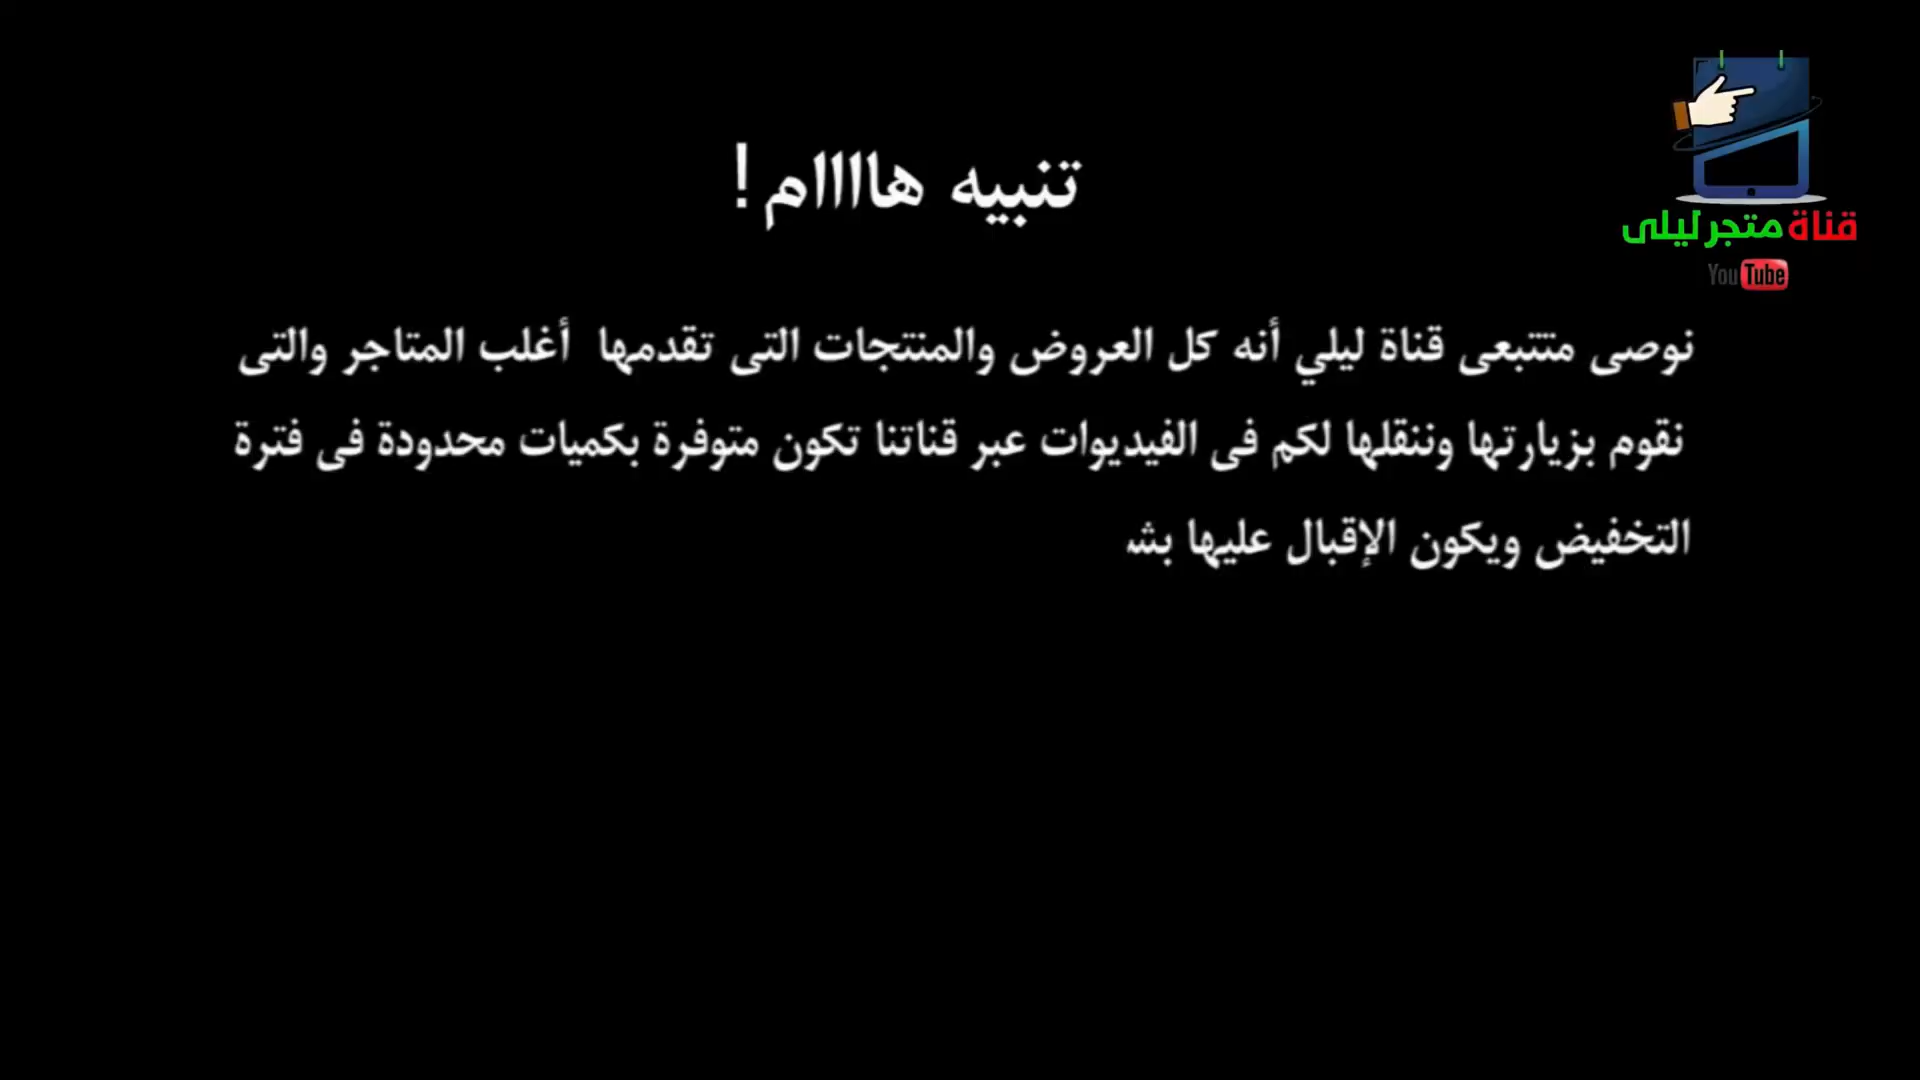 تنبيه هاااام!
قناة متجر ليلى
YouTube
نوصى متتبعى قناة ليلي أنه كل العروض والمنتجات التى تقدمها أغلب المتاجر والتى
نقوم بزيارتها وننقلها لكم فى الفيديوات عبر قناتنا تكون متوفرة بكميات محدودة فى فترة
التخفيض ويكون الإقبال عليها بشـ